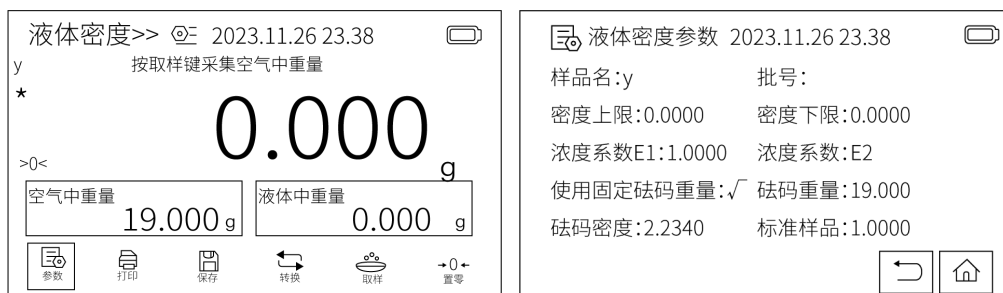 液体密度>> 2023.11.26 23.38
y 按取样键采集空气中重量
*
0.000 g
>0<
空气中重量
19.000 g
液体中重量
0.000 g
参数 打印 保存 转换 取样 →0← 置零
液体密度参数 2023.11.26 23.38
样品名:y 批号:
密度上限:0.0000 密度下限:0.0000
浓度系数E1:1.0000 浓度系数:E2
使用固定砝码重量:√ 砝码重量:19.000
砝码密度:2.2340 标准样品:1.0000